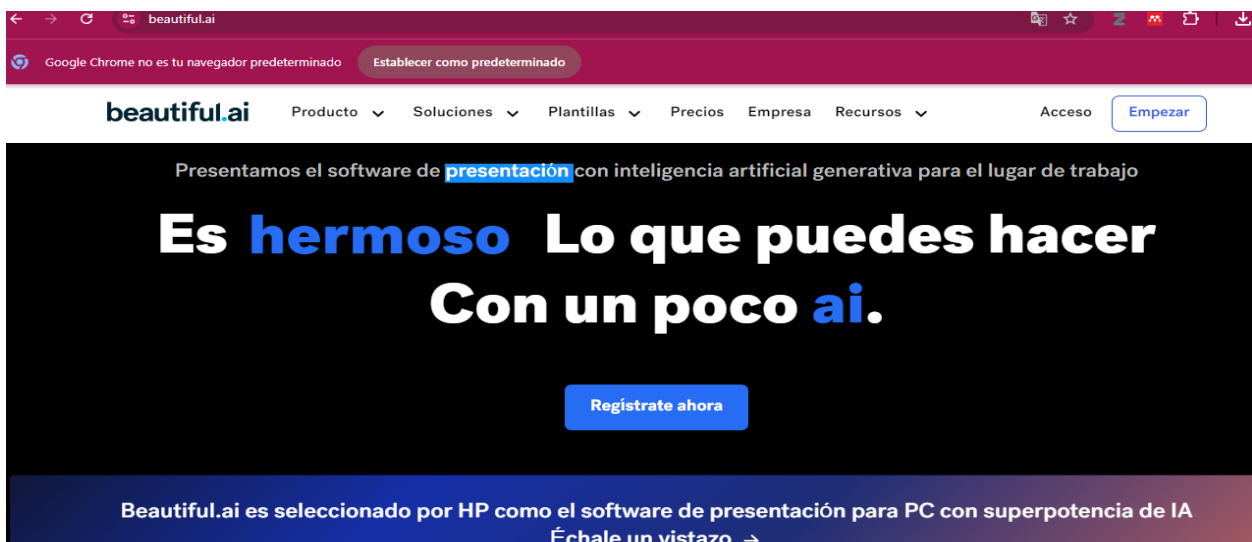 beautiful.ai
Google Chrome no es tu navegador predeterminado Establecer como predeterminado
beautiful.ai Producto Soluciones Plantillas Precios Empresa Recursos Acceso Empezar
Presentamos el software de presentación con inteligencia artificial generativa para el lugar de trabajo
Es hermoso Lo que puedes hacer
Con un poco ai.
Regístrate ahora
Beautiful.ai es seleccionado por HP como el software de presentación para PC con superpotencia de IA
Échale un vistazo →